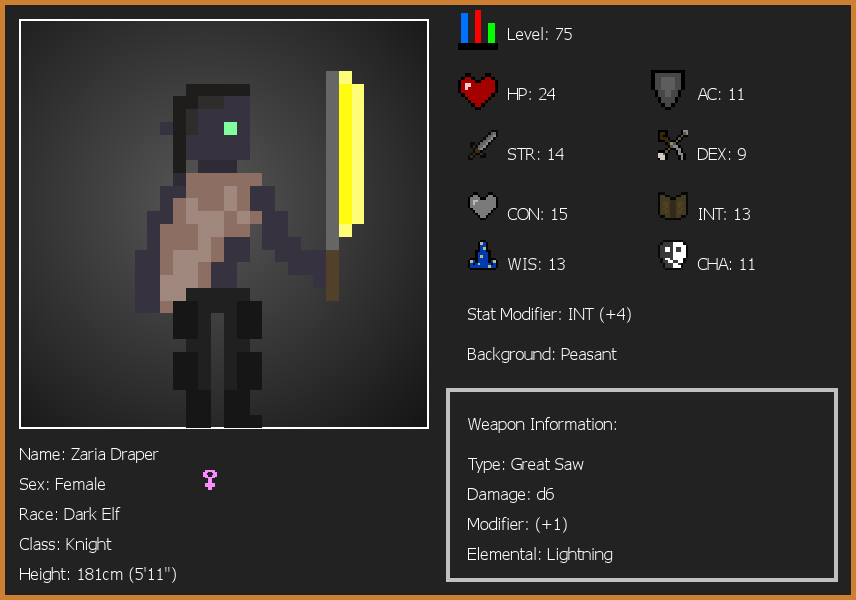 Level: 75
HP: 24
AC: 11
STR: 14
DEX: 9
CON: 15
INT: 13
WIS: 13
CHA: 11
Stat Modifier: INT (+4)
Background: Peasant
Weapon Information:
Type: Great Saw
Damage: d6
Modifier: (+1)
Elemental: Lightning
Name: Zaria Draper
Sex: Female
Race: Dark Elf
Class: Knight
Height: 181cm (5'11")